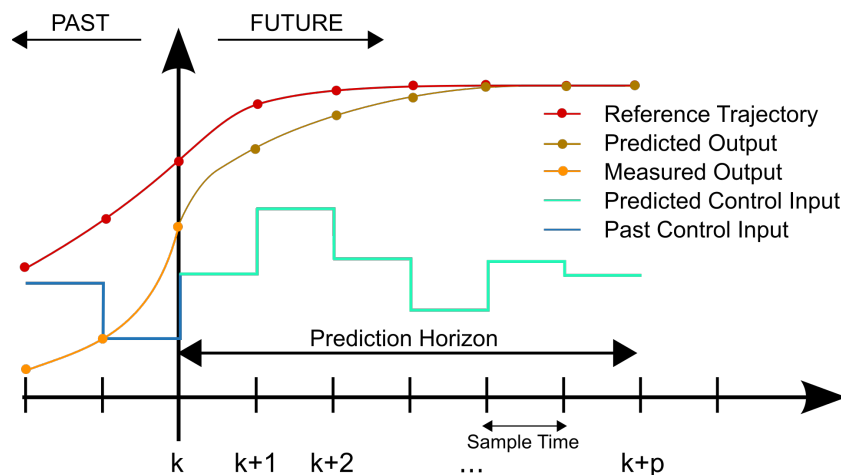 PAST
FUTURE
Reference Trajectory
Predicted Output
Measured Output
Predicted Control Input
Past Control Input
Prediction Horizon
Sample Time
k
k+1
k+2
...
k+p